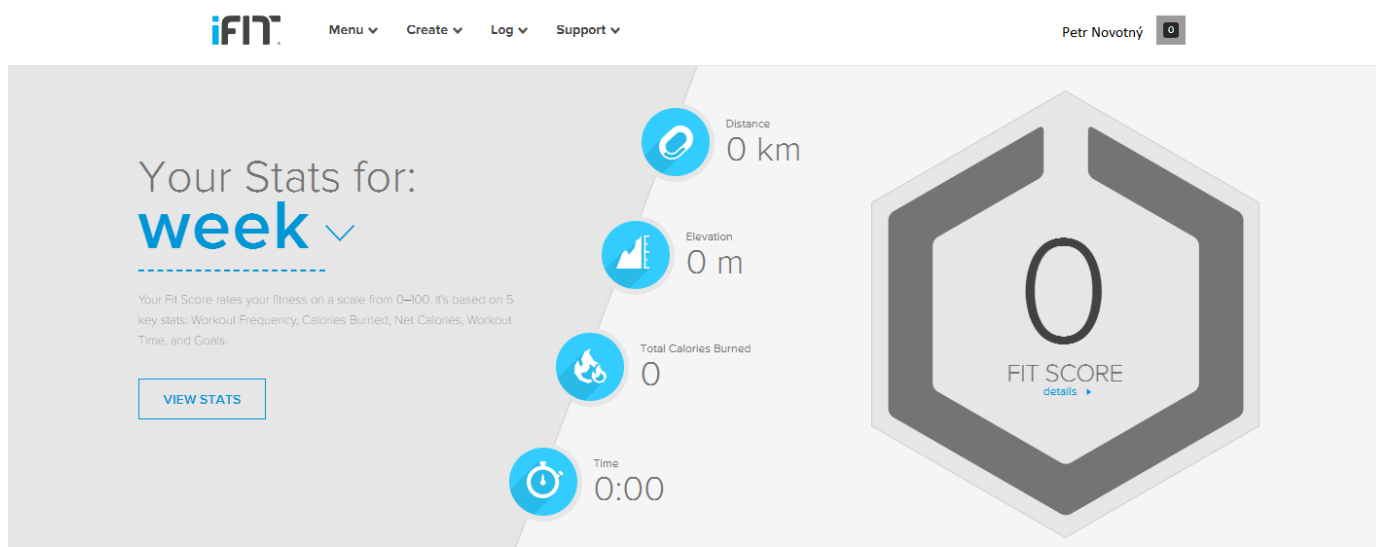 iFIT.
Menu Create Log Support
Petr Novotný 0
Your Stats for:
week
Your Fit Score rates your fitness on a scale from 0–100. It's based on 5
key stats: Workout Frequency, Calories Burned, Net Calories, Workout
Time, and Goals.
VIEW STATS
Distance
0 km
Elevation
0 m
Total Calories Burned
0
Time
0:00
0
FIT SCORE
details